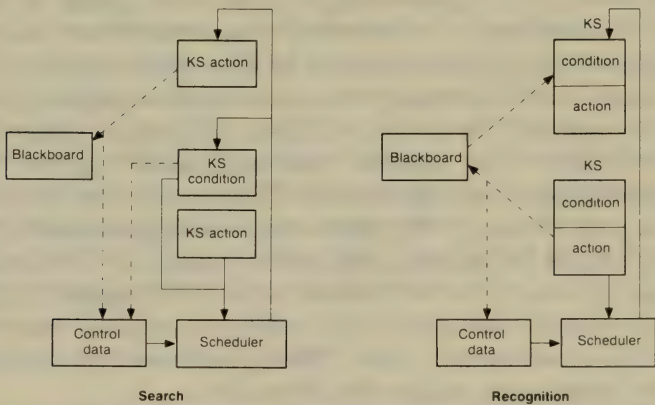 KS action
Blackboard
KS
condition
KS action
Control
data
Scheduler
Search
KS
condition
action
Blackboard
KS
condition
action
Control
data
Scheduler
Recognition